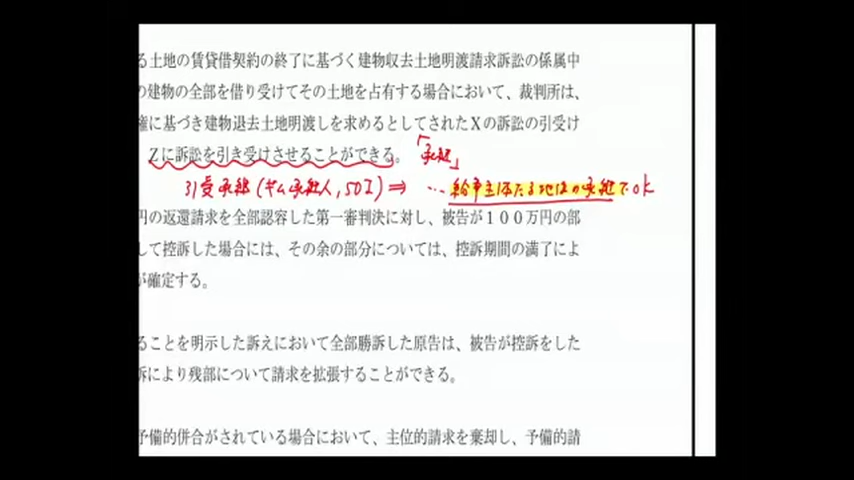 る土地の賃貸借契約の終了に基づく建物収去土地明渡請求訴訟の係属中
の建物の全部を借り受けてその土地を占有する場合において、裁判所は、
権に基づき建物退去土地明渡しを求めるとしてされたＸの訴訟の引受け
Ｚに訴訟を引き受けさせることができる。「承継」
引受承継(ギム承継人,50Ⅰ)⇒ …紛争主体たる地位の承継でok
円の返還請求を全部認容した第一審判決に対し、被告が１００万円の部
して控訴した場合には、その余の部分については、控訴期間の満了によ
が確定する。
ることを明示した訴えにおいて全部勝訴した原告は、被告が控訴をした
訴により残部について請求を拡張することができる。
予備的併合がされている場合において、主位的請求を棄却し、予備的請